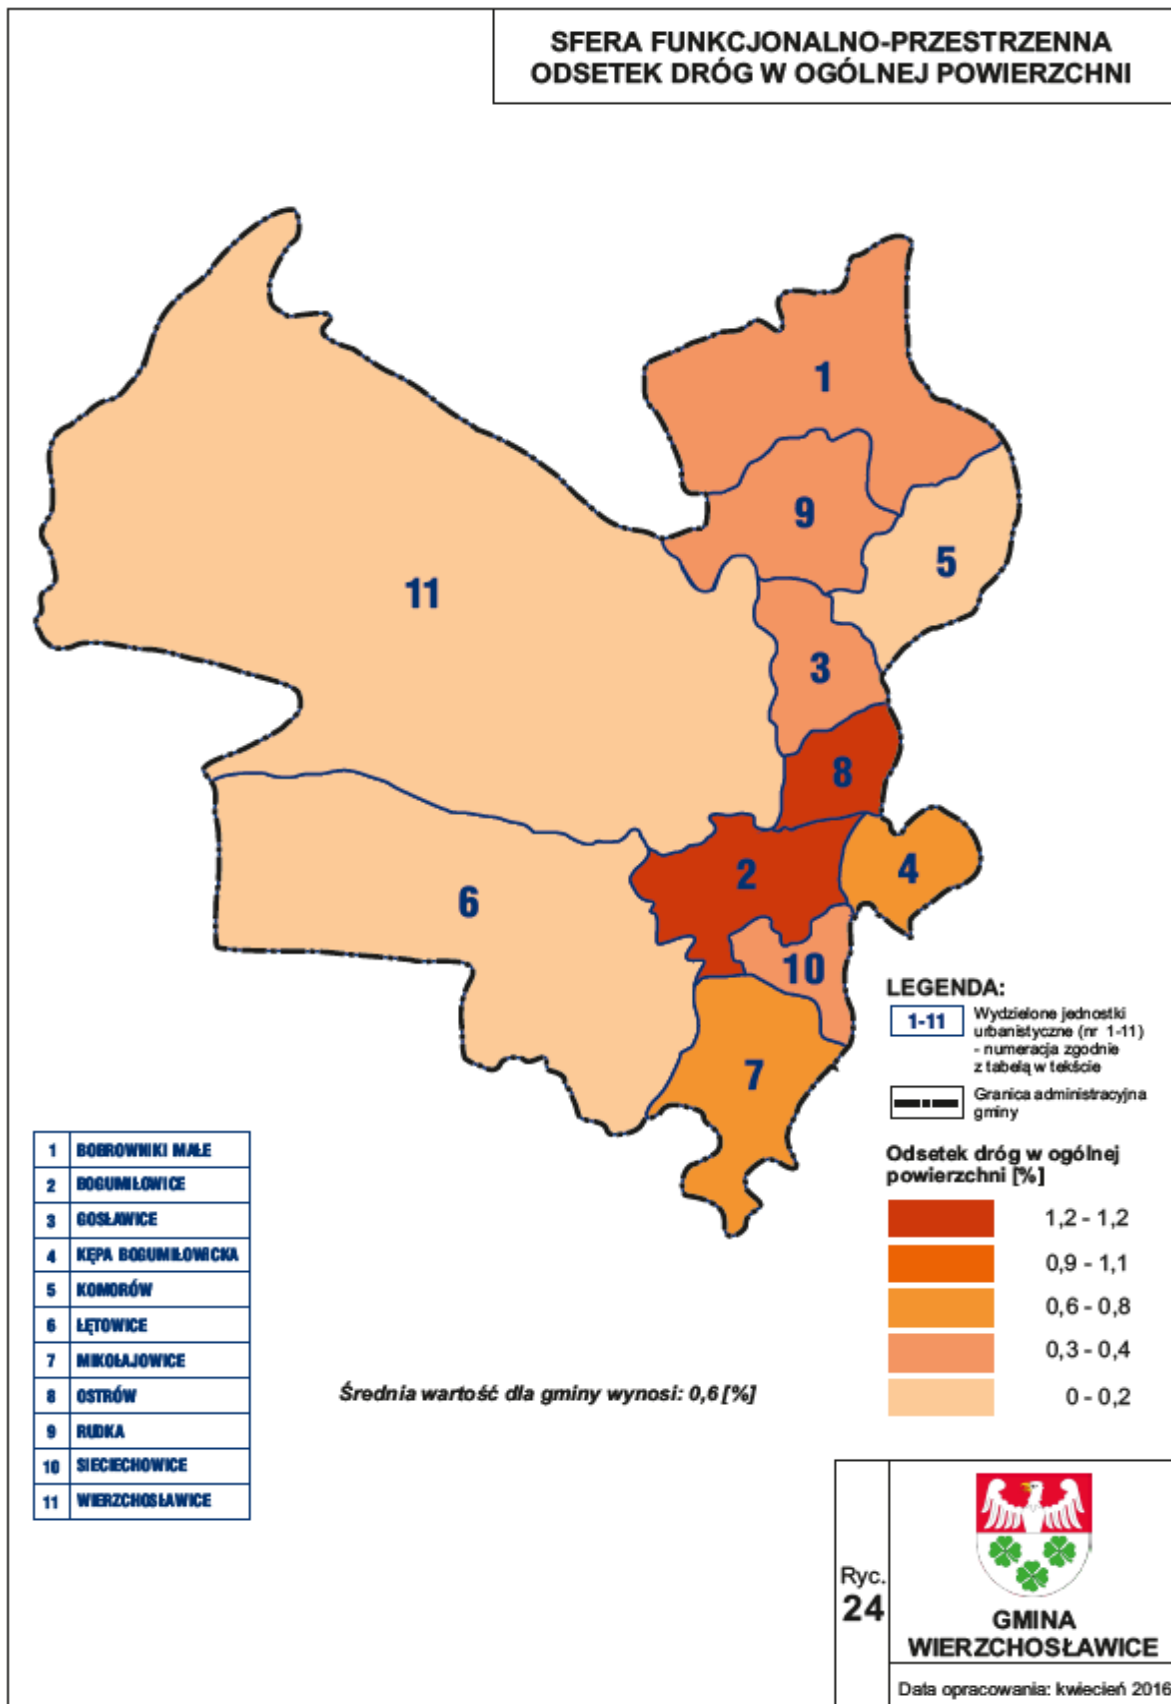 SFERA FUNKCJONALNO-PRZESTRZENNA
ODSETEK DRÓG W OGÓLNEJ POWIERZCHNI
1
9
5
11
3
8
2
4
6
10
7
LEGENDA:
1-11
Wydzielone jednostki
urbanistyczne (nr 1-11)
- numeracja zgodnie
z tabelą w tekście
Granica administracyjna
gminy
Odsetek dróg w ogólnej
powierzchni [%]
1,2 - 1,2
0,9 - 1,1
0,6 - 0,8
0,3 - 0,4
0 - 0,2
1 BOBROWNIKI MAŁE
2 BOGUMIŁOWICE
3 GOSŁAWICE
4 KĘPA BOGUMIŁOWICKA
5 KOMORÓW
6 ŁĘTOWICE
7 MIKOŁAJOWICE
8 OSTRÓW
9 RUDKA
10 SIECIECHOWICE
11 WIERZCHOSŁAWICE
Średnia wartość dla gminy wynosi: 0,6 [%]
Ryc.
24
GMINA
WIERZCHOSŁAWICE
Data opracowania: kwiecień 2016